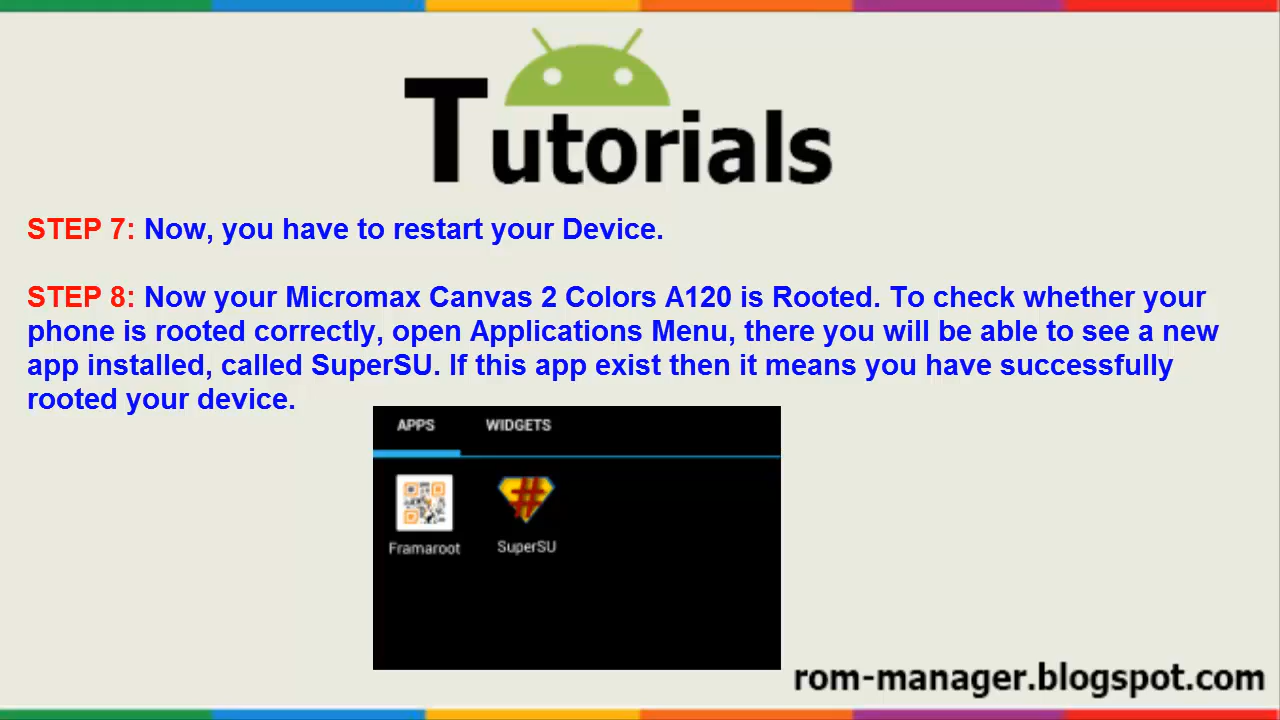 Tutorials
STEP 7: Now, you have to restart your Device.
STEP 8: Now your Micromax Canvas 2 Colors A120 is Rooted. To check whether your
phone is rooted correctly, open Applications Menu, there you will be able to see a new
app installed, called SuperSU. If this app exist then it means you have successfully
rooted your device.
APPS WIDGETS
Framaroot SuperSU
rom-manager.blogspot.com